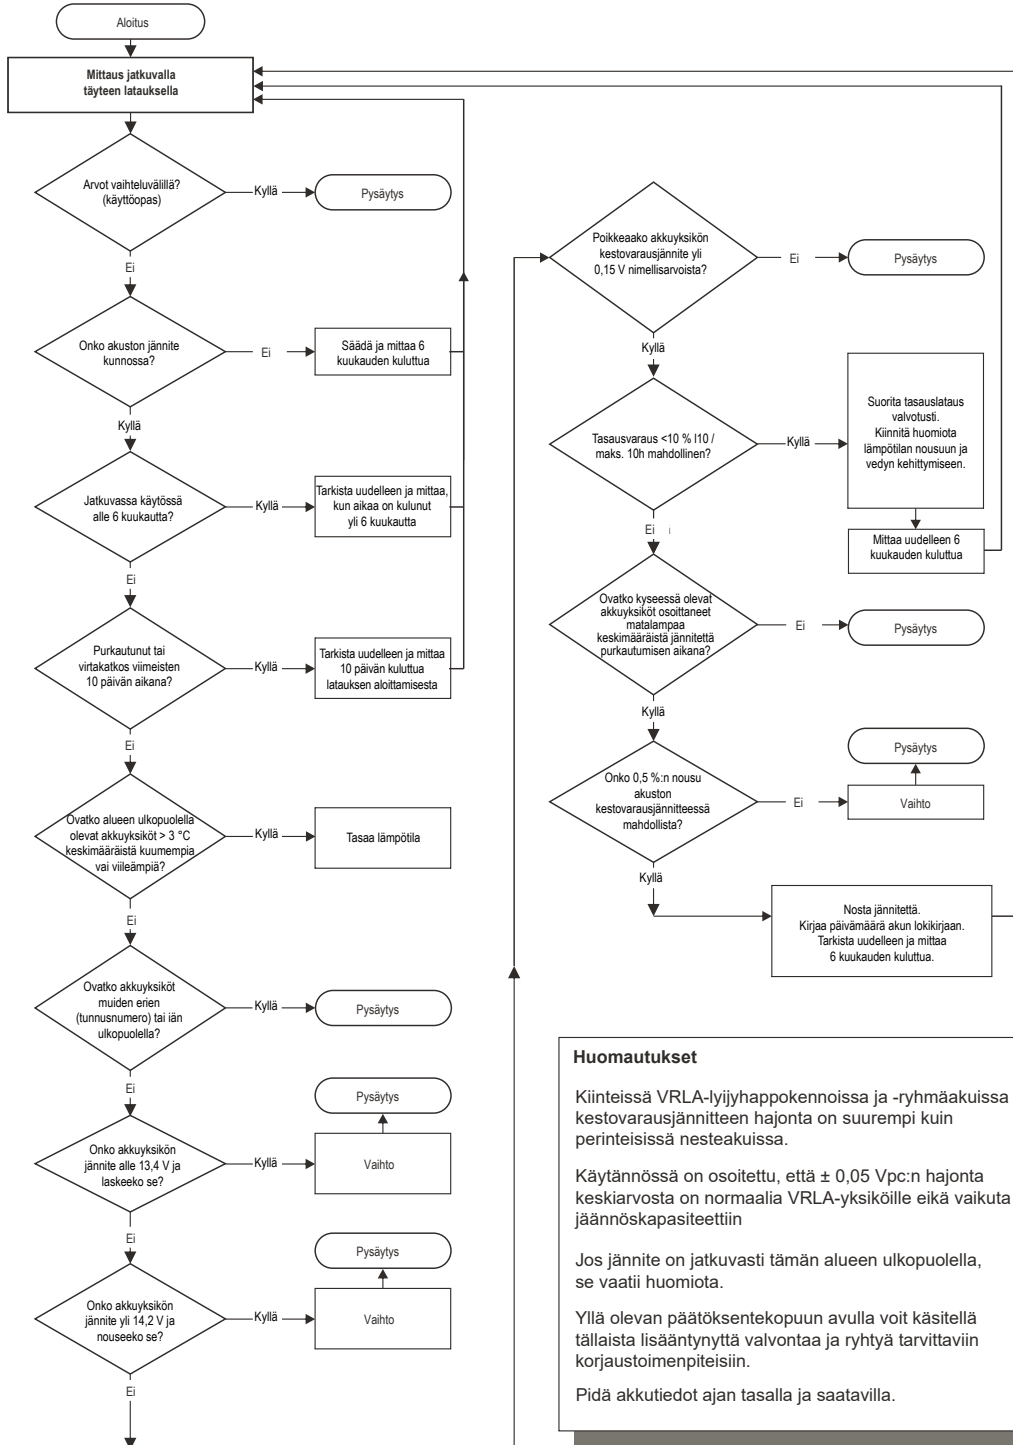 Aloitus
Mittaus jatkuvalla
täyteen latauksella
Arvot vaihteluvälillä?
(käyttöopas)
Kyllä
Pysäytys
Ei
Onko akuston jännite
kunnossa?
Ei
Säädä ja mittaa 6
kuukauden kuluttua
Kyllä
Jatkuvassa käytössä
alle 6 kuukautta?
Kyllä
Tarkista uudelleen ja mittaa,
kun aikaa on kulunut
yli 6 kuukautta
Ei
Purkautunut tai
virtakatkos viimeisten
10 päivän aikana?
Kyllä
Tarkista uudelleen ja mittaa
10 päivän kuluttua
latauksen aloittamisesta
Ei
Ovatko alueen ulkopuolella
olevat akkuyksiköt > 3 °C
keskimääräistä kuumempia
vai viileämpiä?
Kyllä
Tasaa lämpötila
Ei
Ovatko akkuyksiköt
muiden erien
(tunnusnumero) tai iän
ulkopuolella?
Kyllä
Pysäytys
Ei
Onko akkuyksikön
jännite alle 13,4 V ja
laskeeko se?
Kyllä
Vaihto
Pysäytys
Ei
Onko akkuyksikön
jännite yli 14,2 V ja
nouseeko se?
Kyllä
Vaihto
Pysäytys
Ei
Poikkeaako akkuyksikön
kestovarausjännite yli
0,15 V nimellisarvoista?
Ei
Pysäytys
Kyllä
Tasausvaraus <10 % I10 /
maks. 10h mahdollinen?
Kyllä
Suorita tasauslataus
valvotusti.
Kiinnitä huomiota
lämpötilan nousuun ja
vedyn kehittymiseen.
Mittaa uudelleen 6
kuukauden kuluttua
Ei
Ovatko kyseessä olevat
akkuyksiköt osoittaneet
matalampaa
keskimääräistä jännitettä
purkautumisen aikana?
Ei
Pysäytys
Kyllä
Onko 0,5 %:n nousu
akuston
kestovarausjännitteessä
mahdollista?
Ei
Vaihto
Pysäytys
Kyllä
Nosta jännitettä.
Kirjaa päivämäärä akun lokikirjaan.
Tarkista uudelleen ja mittaa
6 kuukauden kuluttua.
Huomautukset
Kiinteissä VRLA-lyijyhappokennoissa ja -ryhmäakuissa
kestovarausjännitteen hajonta on suurempi kuin
perinteisissä nesteakuissa.
Käytännössä on osoitettu, että ± 0,05 Vpc:n hajonta
keskiarvosta on normaalia VRLA-yksiköille eikä vaikuta
jäännöskapasiteettiin
Jos jännite on jatkuvasti tämän alueen ulkopuolella,
se vaatii huomiota.
Yllä olevan päätöksentekopuun avulla voit käsitellä
tällaista lisääntynyttä valvontaa ja ryhtyä tarvittaviin
korjaustoimenpiteisiin.
Pidä akkutiedot ajan tasalla ja saatavilla.